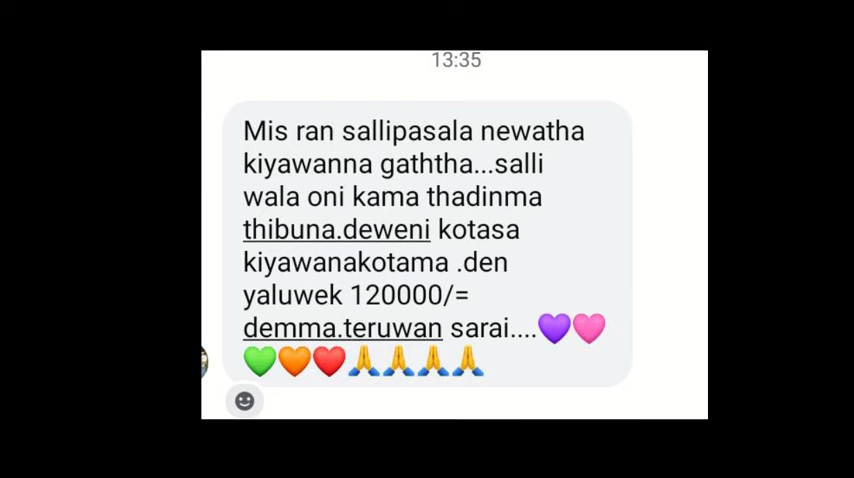 13:35
Mis ran sallipasala newatha
kiyawanna gaththa...salli
wala oni kama thadinma
thibuna.deweni kotasa
kiyawanakotama .den
yaluwek 120000/=
demma.teruwan sarai....💜🩷
💚🧡❤️🙏🙏🙏🙏